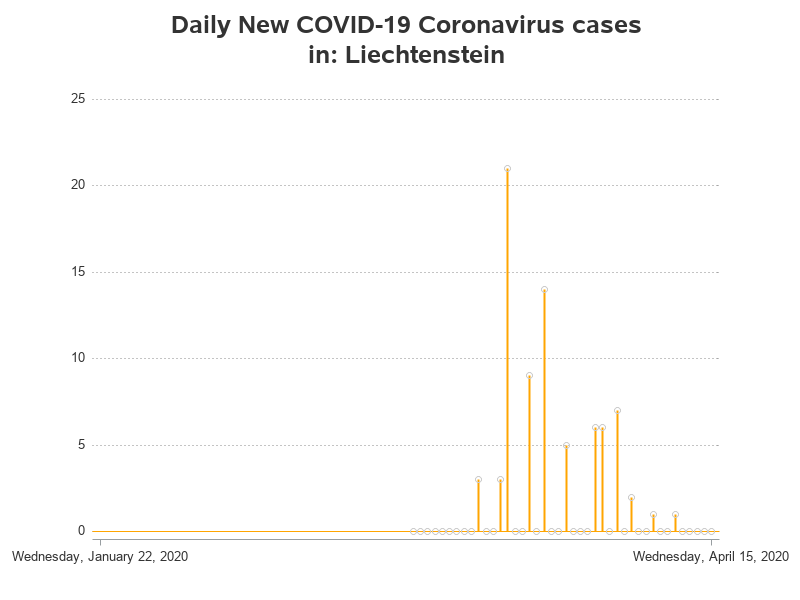 Daily New COVID-19 Coronavirus cases
in: Liechtenstein
25
20
15
10
5
0
Wednesday, January 22, 2020
Wednesday, April 15, 2020